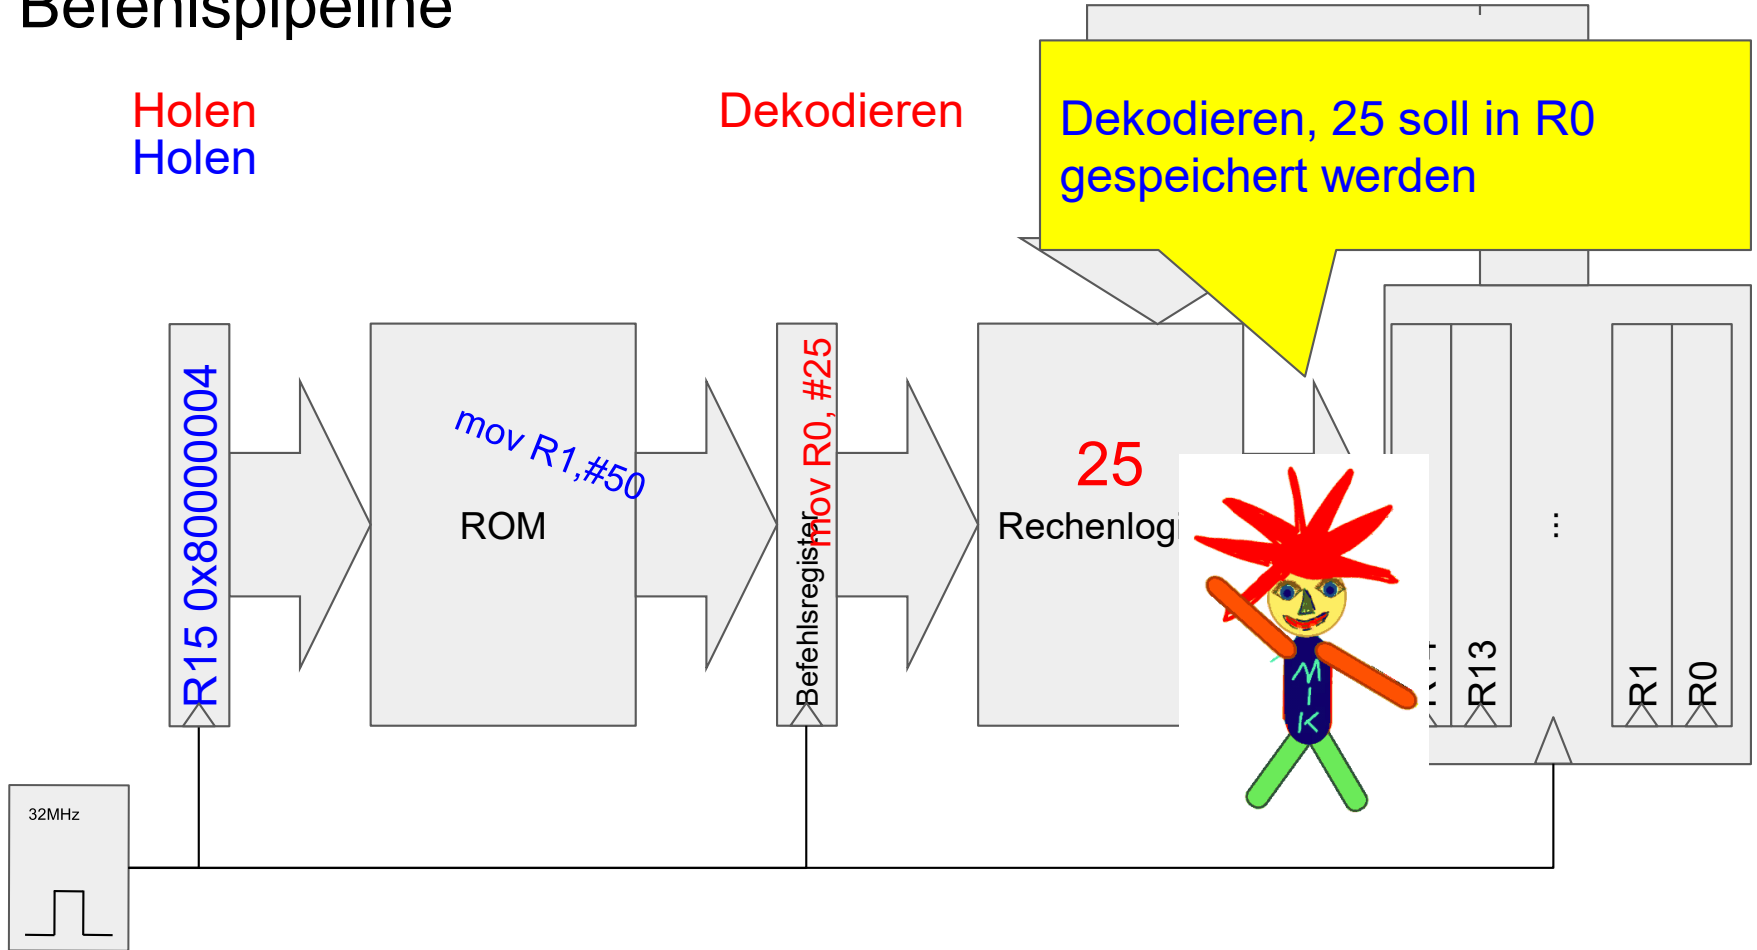 Befehlspipeline
Holen
Holen
Dekodieren
Dekodieren, 25 soll in R0
gespeichert werden
R15 0x80000004
mov R1,#50
ROM
Befehlsregister
mov R0, #25
25
R13
...
R1
R0
MIK
32MHz